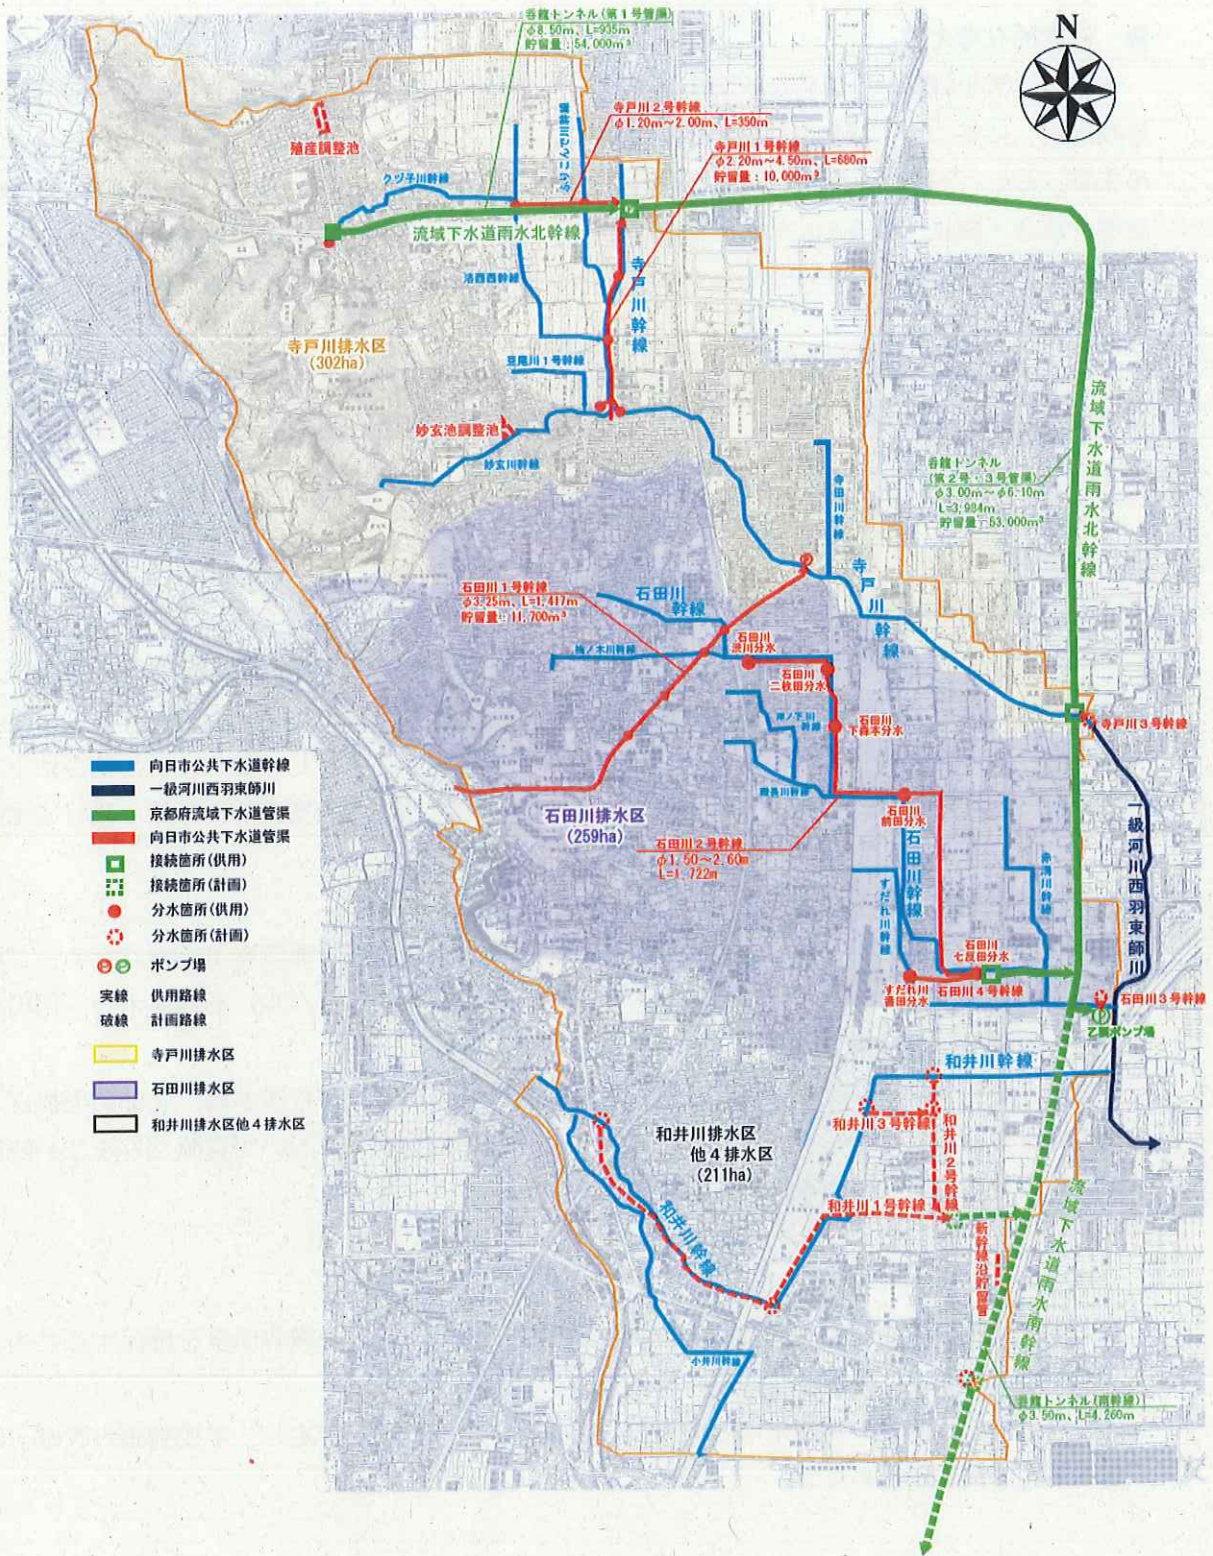 呑龍トンネル(第1号管渠)
φ8.50m、L=935m
貯留量：54,000m³
N
寺戸川2号幹線
φ1.20m～2.00m、L=350m
殖産調整池
寺戸川1号幹線
φ2.20m～4.50m、L=680m
貯留量：10,000m³
クヅ子川幹線
流域下水道雨水北幹線
洛西西幹線
寺戸川幹線
寺戸川排水区
(302ha)
豆尾川1号幹線
妙玄池調整池
妙玄川幹線
流域下水道雨水北幹線
呑龍トンネル
(第2号・3号管渠)
φ3.00m～φ6.10m
L=3,984m
貯留量：53,000m³
寺田川幹線
寺戸川幹線
石田川1号幹線
φ3.25m、L=1,417m
貯留量：11,700m³
石田川
幹線
石田川
渋川分水
梅ノ木川幹線
石田川
二枚田分水
石田川
下森本分水
幹線
寺戸川3号幹線
石田川排水区
(259ha)
石田川
前田分水
石田川2号幹線
φ1.50～2.60m
L=1,722m
石田川幹線
すだれ川幹線
一級河川西羽東師川
石田川
七反田分水
すだれ川
番田分水
石田川4号幹線
石田川3号幹線
乙訓ポンプ場
向日市公共下水道幹線
一級河川西羽東師川
京都府流域下水道管渠
向日市公共下水道管渠
接続箇所(供用)
接続箇所(計画)
分水箇所(供用)
分水箇所(計画)
P P ポンプ場
実線 供用路線
破線 計画路線
寺戸川排水区
石田川排水区
和井川排水区他4排水区
和井川幹線
和井川排水区
他4排水区
(211ha)
和井川3号幹線
和井川2号幹線
和井川1号幹線
和井川幹線
新幹線沿貯留管
流域下水道雨水南幹線
小井川幹線
呑龍トンネル(南幹線)
φ3.50m、L=4,260m